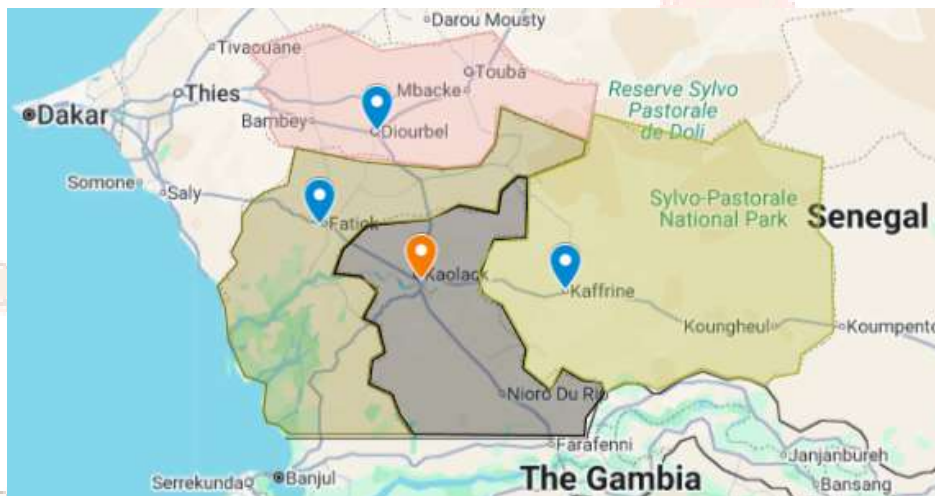 Darou Mousty
Tivaouane
Touba
Mbacke
Thies
Reserve Sylvo
Pastorale
de Doli
Dakar
Bambey
Diourbel
Somone
Saly
Sylvo-Pastorale
National Park
Senegal
Fatick
Kaolack
Kaffrine
Koungheul
Koumpento
Nioro Du Rip
Farafenni
Janjanbureh
Serrekunda
Banjul
The Gambia
Bansang